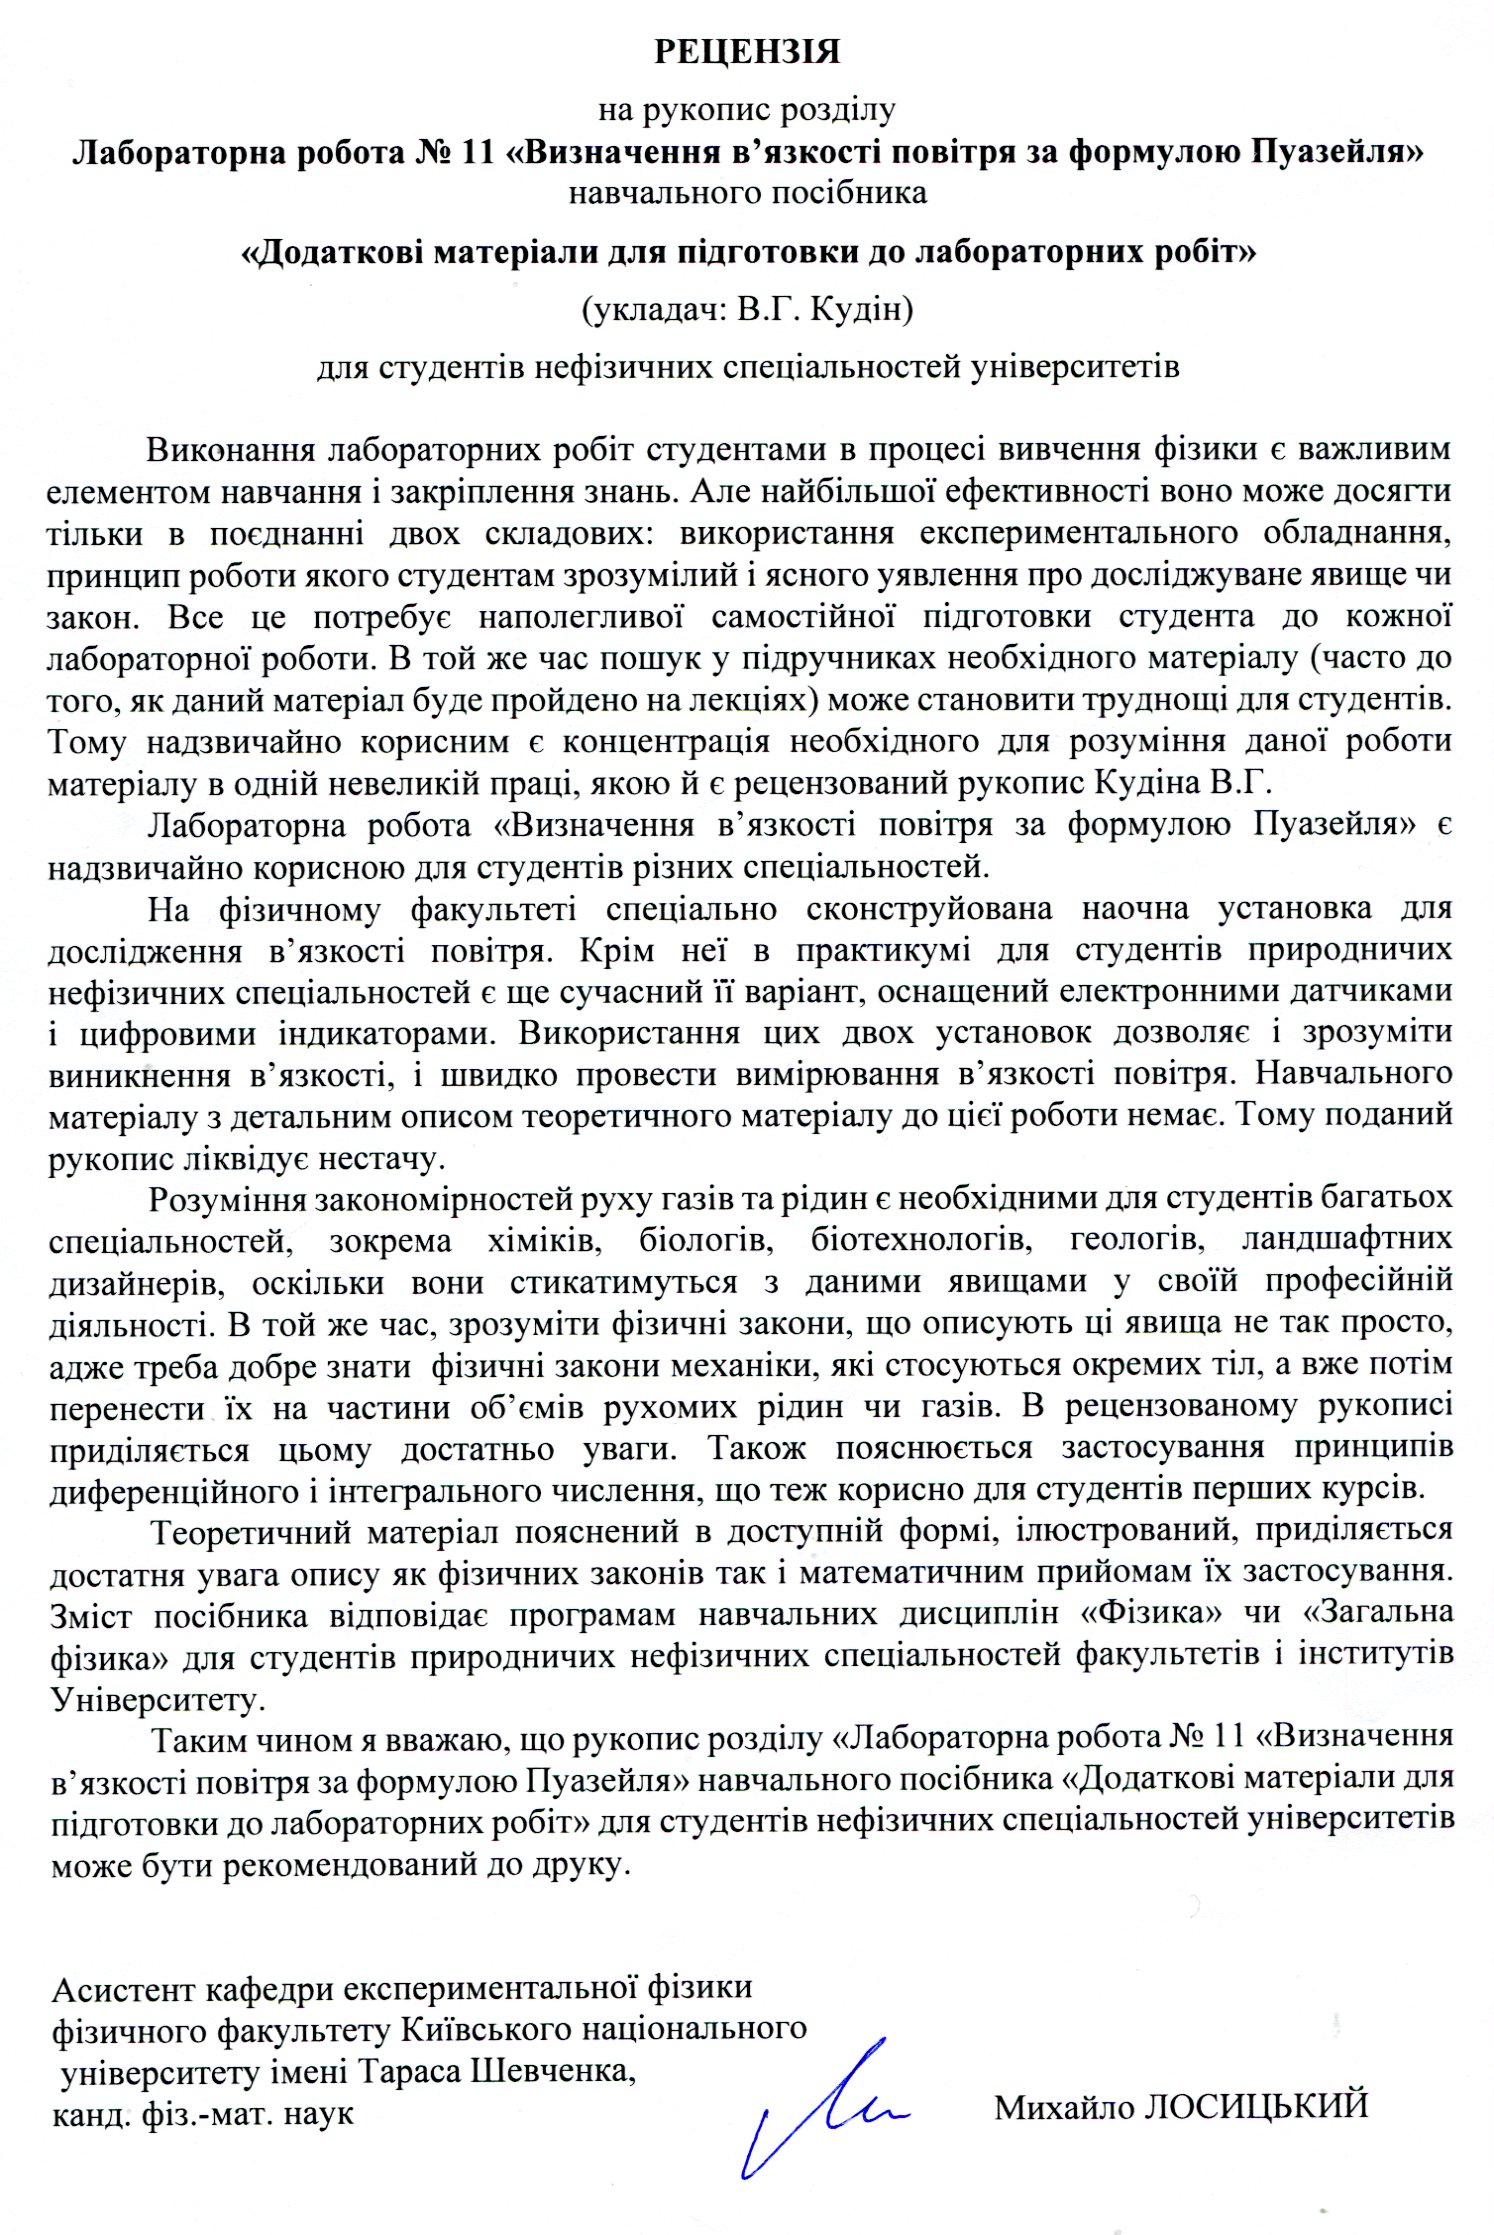 РЕЦЕНЗІЯ
на рукопис розділу
Лабораторна робота № 11 «Визначення в’язкості повітря за формулою Пуазейля»
навчального посібника
«Додаткові матеріали для підготовки до лабораторних робіт»
(укладач: В.Г. Кудін)
для студентів нефізичних спеціальностей університетів
Виконання лабораторних робіт студентами в процесі вивчення фізики є важливим
елементом навчання і закріплення знань. Але найбільшої ефективності воно може досягти
тільки в поєднанні двох складових: використання експериментального обладнання,
принцип роботи якого студентам зрозумілий і ясного уявлення про досліджуване явище чи
закон. Все це потребує наполегливої самостійної підготовки студента до кожної
лабораторної роботи. В той же час пошук у підручниках необхідного матеріалу (часто до
того, як даний матеріал буде пройдено на лекціях) може становити труднощі для студентів.
Тому надзвичайно корисним є концентрація необхідного для розуміння даної роботи
матеріалу в одній невеликій праці, якою й є рецензований рукопис Кудіна В.Г.
Лабораторна робота «Визначення в’язкості повітря за формулою Пуазейля» є
надзвичайно корисною для студентів різних спеціальностей.
На фізичному факультеті спеціально сконструйована наочна установка для
дослідження в’язкості повітря. Крім неї в практикумі для студентів природничих
нефізичних спеціальностей є ще сучасний її варіант, оснащений електронними датчиками
і цифровими індикаторами. Використання цих двох установок дозволяє і зрозуміти
виникнення в’язкості, і швидко провести вимірювання в’язкості повітря. Навчального
матеріалу з детальним описом теоретичного матеріалу до цієї роботи немає. Тому поданий
рукопис ліквідує нестачу.
Розуміння закономірностей руху газів та рідин є необхідними для студентів багатьох
спеціальностей, зокрема хіміків, біологів, біотехнологів, геологів, ландшафтних
дизайнерів, оскільки вони стикатимуться з даними явищами у своїй професійній
діяльності. В той же час, зрозуміти фізичні закони, що описують ці явища не так просто,
адже треба добре знати фізичні закони механіки, які стосуються окремих тіл, а вже потім
перенести їх на частини об’ємів рухомих рідин чи газів. В рецензованому рукописі
приділяється цьому достатньо уваги. Також пояснюється застосування принципів
диференційного і інтегрального числення, що теж корисно для студентів перших курсів.
Теоретичний матеріал пояснений в доступній формі, ілюстрований, приділяється
достатня увага опису як фізичних законів так і математичним прийомам їх застосування.
Зміст посібника відповідає програмам навчальних дисциплін «Фізика» чи «Загальна
фізика» для студентів природничих нефізичних спеціальностей факультетів і інститутів
Університету.
Таким чином я вважаю, що рукопис розділу «Лабораторна робота № 11 «Визначення
в’язкості повітря за формулою Пуазейля» навчального посібника «Додаткові матеріали для
підготовки до лабораторних робіт» для студентів нефізичних спеціальностей університетів
може бути рекомендований до друку.
Асистент кафедри експериментальної фізики
фізичного факультету Київського національного
університету імені Тараса Шевченка,
канд. фіз.-мат. наук
Михайло ЛОСИЦЬКИЙ